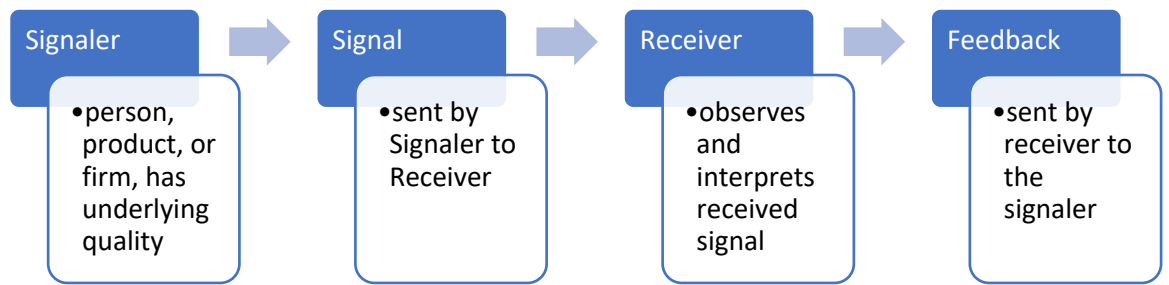 Signaler
•person,
product, or
firm, has
underlying
quality
Signal
•sent by
Signaler to
Receiver
Receiver
•observes
and
interprets
received
signal
Feedback
•sent by
receiver to
the
signaler